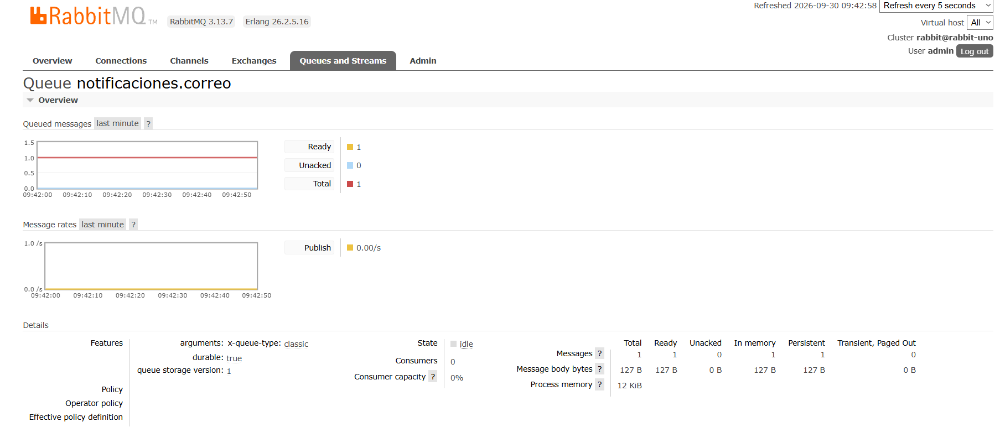 RabbitMQ TM RabbitMQ 3.13.7 Erlang 26.2.5.16
Refreshed 2026-09-30 09:42:58 Refresh every 5 seconds
Virtual host All
Cluster rabbit@rabbit-uno
User admin Log out
Overview Connections Channels Exchanges Queues and Streams Admin
Queue notificaciones.correo
Overview
Queued messages last minute ?
1.5
1.0
0.5
0.0
09:42:00 09:42:10 09:42:20 09:42:30 09:42:40 09:42:50
Ready 1
Unacked 0
Total 1
Message rates last minute ?
1.0 /s
0.0 /s
09:42:00 09:42:10 09:42:20 09:42:30 09:42:40 09:42:50
Publish 0.00/s
Details
Features arguments: x-queue-type: classic
durable: true
queue storage version: 1
Policy
Operator policy
Effective policy definition
State idle
Consumers 0
Consumer capacity ? 0%
Total Ready Unacked In memory Persistent Transient, Paged Out
Messages ? 1 1 0 1 1 0
Message body bytes ? 127 B 127 B 0 B 127 B 127 B 0 B
Process memory ? 12 KiB